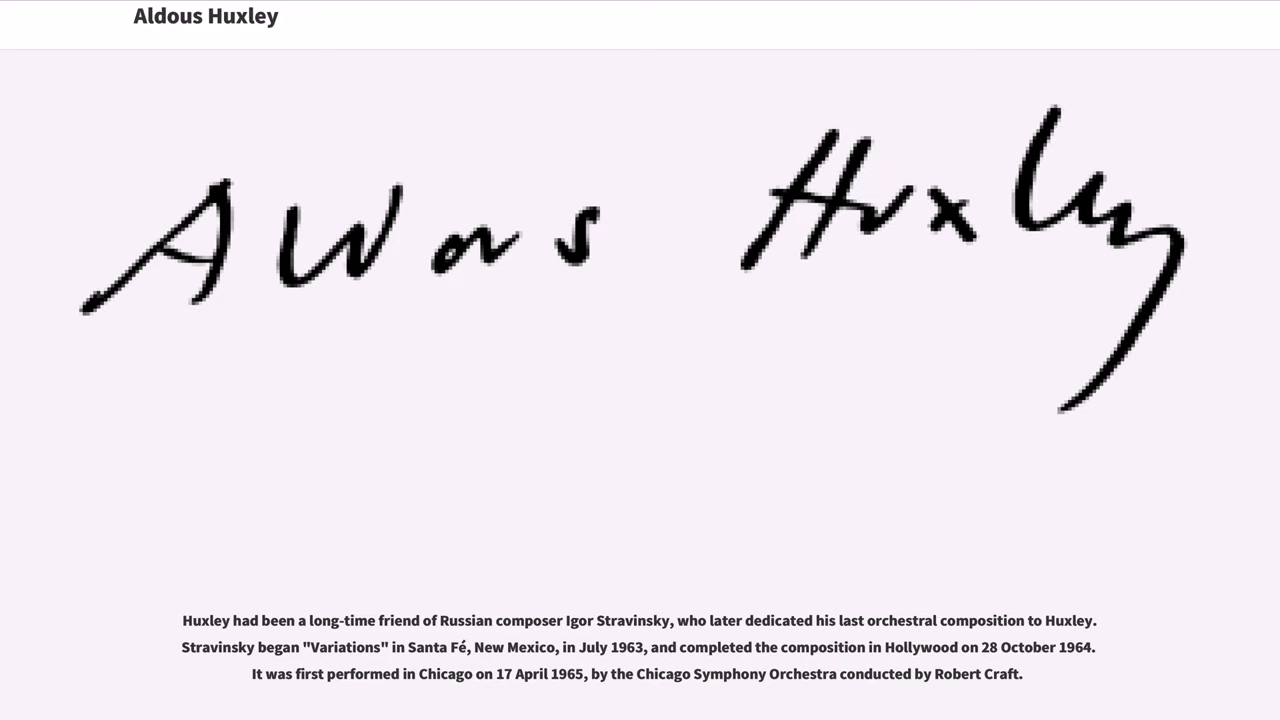 Aldous Huxley
Aldous Huxley
Huxley had been a long-time friend of Russian composer Igor Stravinsky, who later dedicated his last orchestral composition to Huxley.
Stravinsky began "Variations" in Santa Fé, New Mexico, in July 1963, and completed the composition in Hollywood on 28 October 1964.
It was first performed in Chicago on 17 April 1965, by the Chicago Symphony Orchestra conducted by Robert Craft.